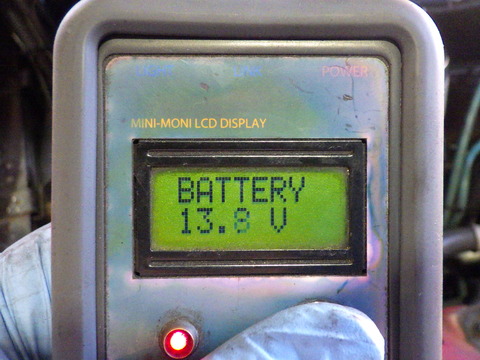 POWER
MINI-MONI LCD DISPLAY
BATTERY
13.8 V